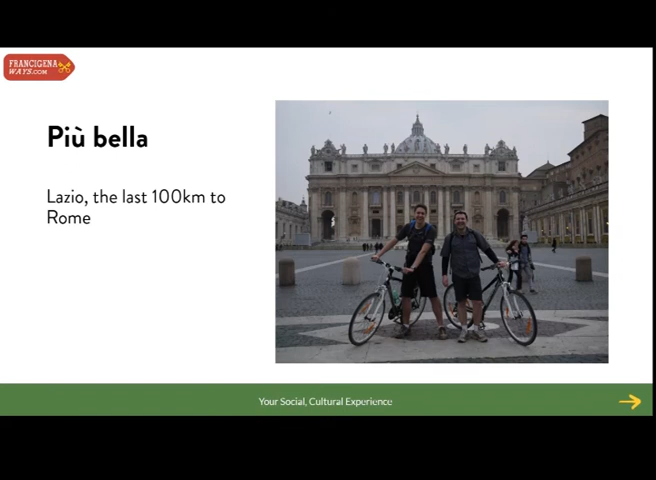 FRANCIGENA
WAYS.COM
Più bella
Lazio, the last 100km to
Rome
Your Social, Cultural Experience